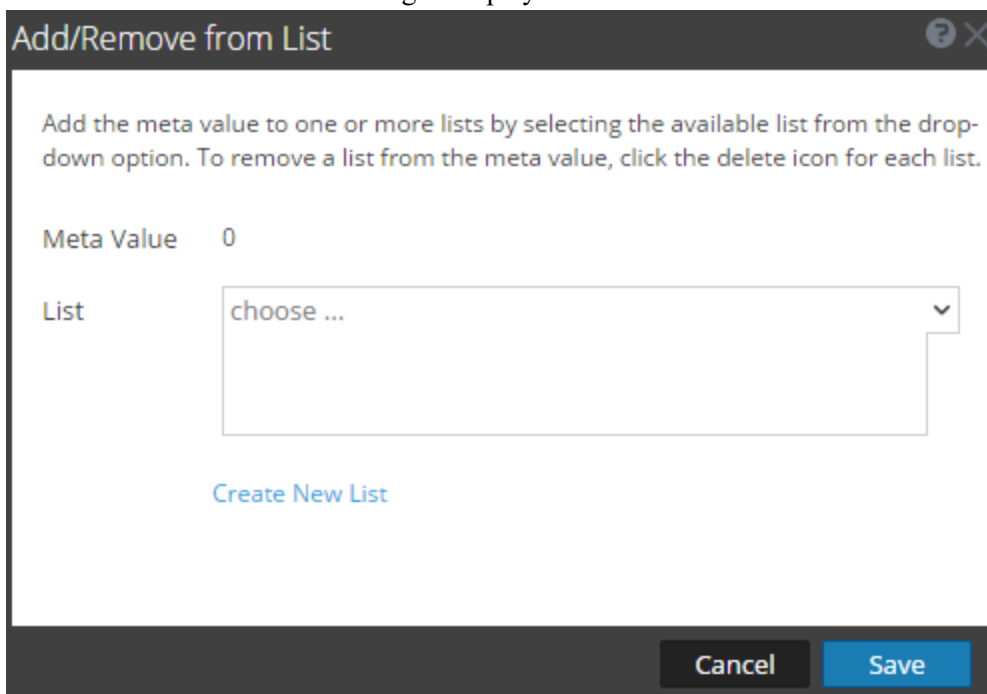 Add/Remove from List
Add the meta value to one or more lists by selecting the available list from the drop-
down option. To remove a list from the meta value, click the delete icon for each list.
Meta Value 0
List choose ...
Create New List
Cancel Save